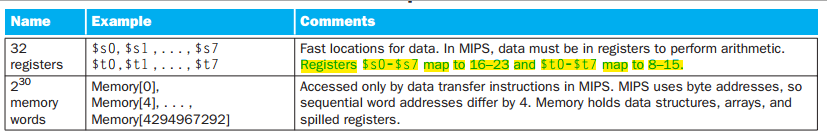 Name Example Comments
32 $s0, $s1 , . . . , $s7 Fast locations for data. In MIPS, data must be in registers to perform arithmetic.
registers $t0, $t1 , . . . , $t7 Registers $s0-$s7 map to 16–23 and $t0-$t7 map to 8–15.
2³⁰ Memory[0], Accessed only by data transfer instructions in MIPS. MIPS uses byte addresses, so
memory Memory[4], . . . , sequential word addresses differ by 4. Memory holds data structures, arrays, and
words Memory[4294967292] spilled registers.